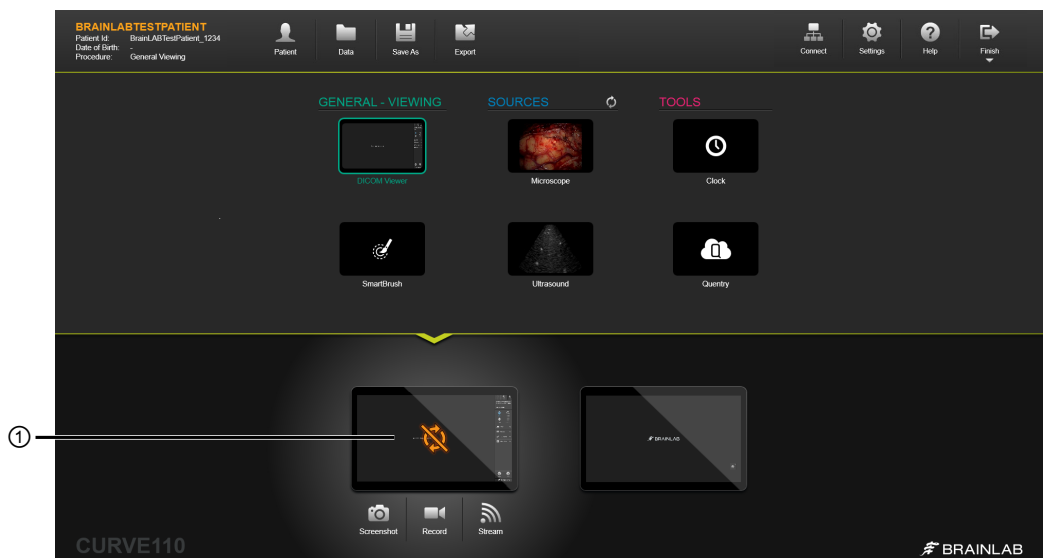 BRAINLABTESTPATIENT
Patient Id: BrainLABTestPatient_1234
Date of Birth: -
Procedure: General Viewing
Patient
Data
Save As
Export
Connect
Settings
Help
Finish
GENERAL - VIEWING
SOURCES
TOOLS
DICOM Viewer
Microscope
Clock
SmartBrush
Ultrasound
Quentry
1
BRAINLAB
Screenshot
Record
Stream
CURVE110
BRAINLAB